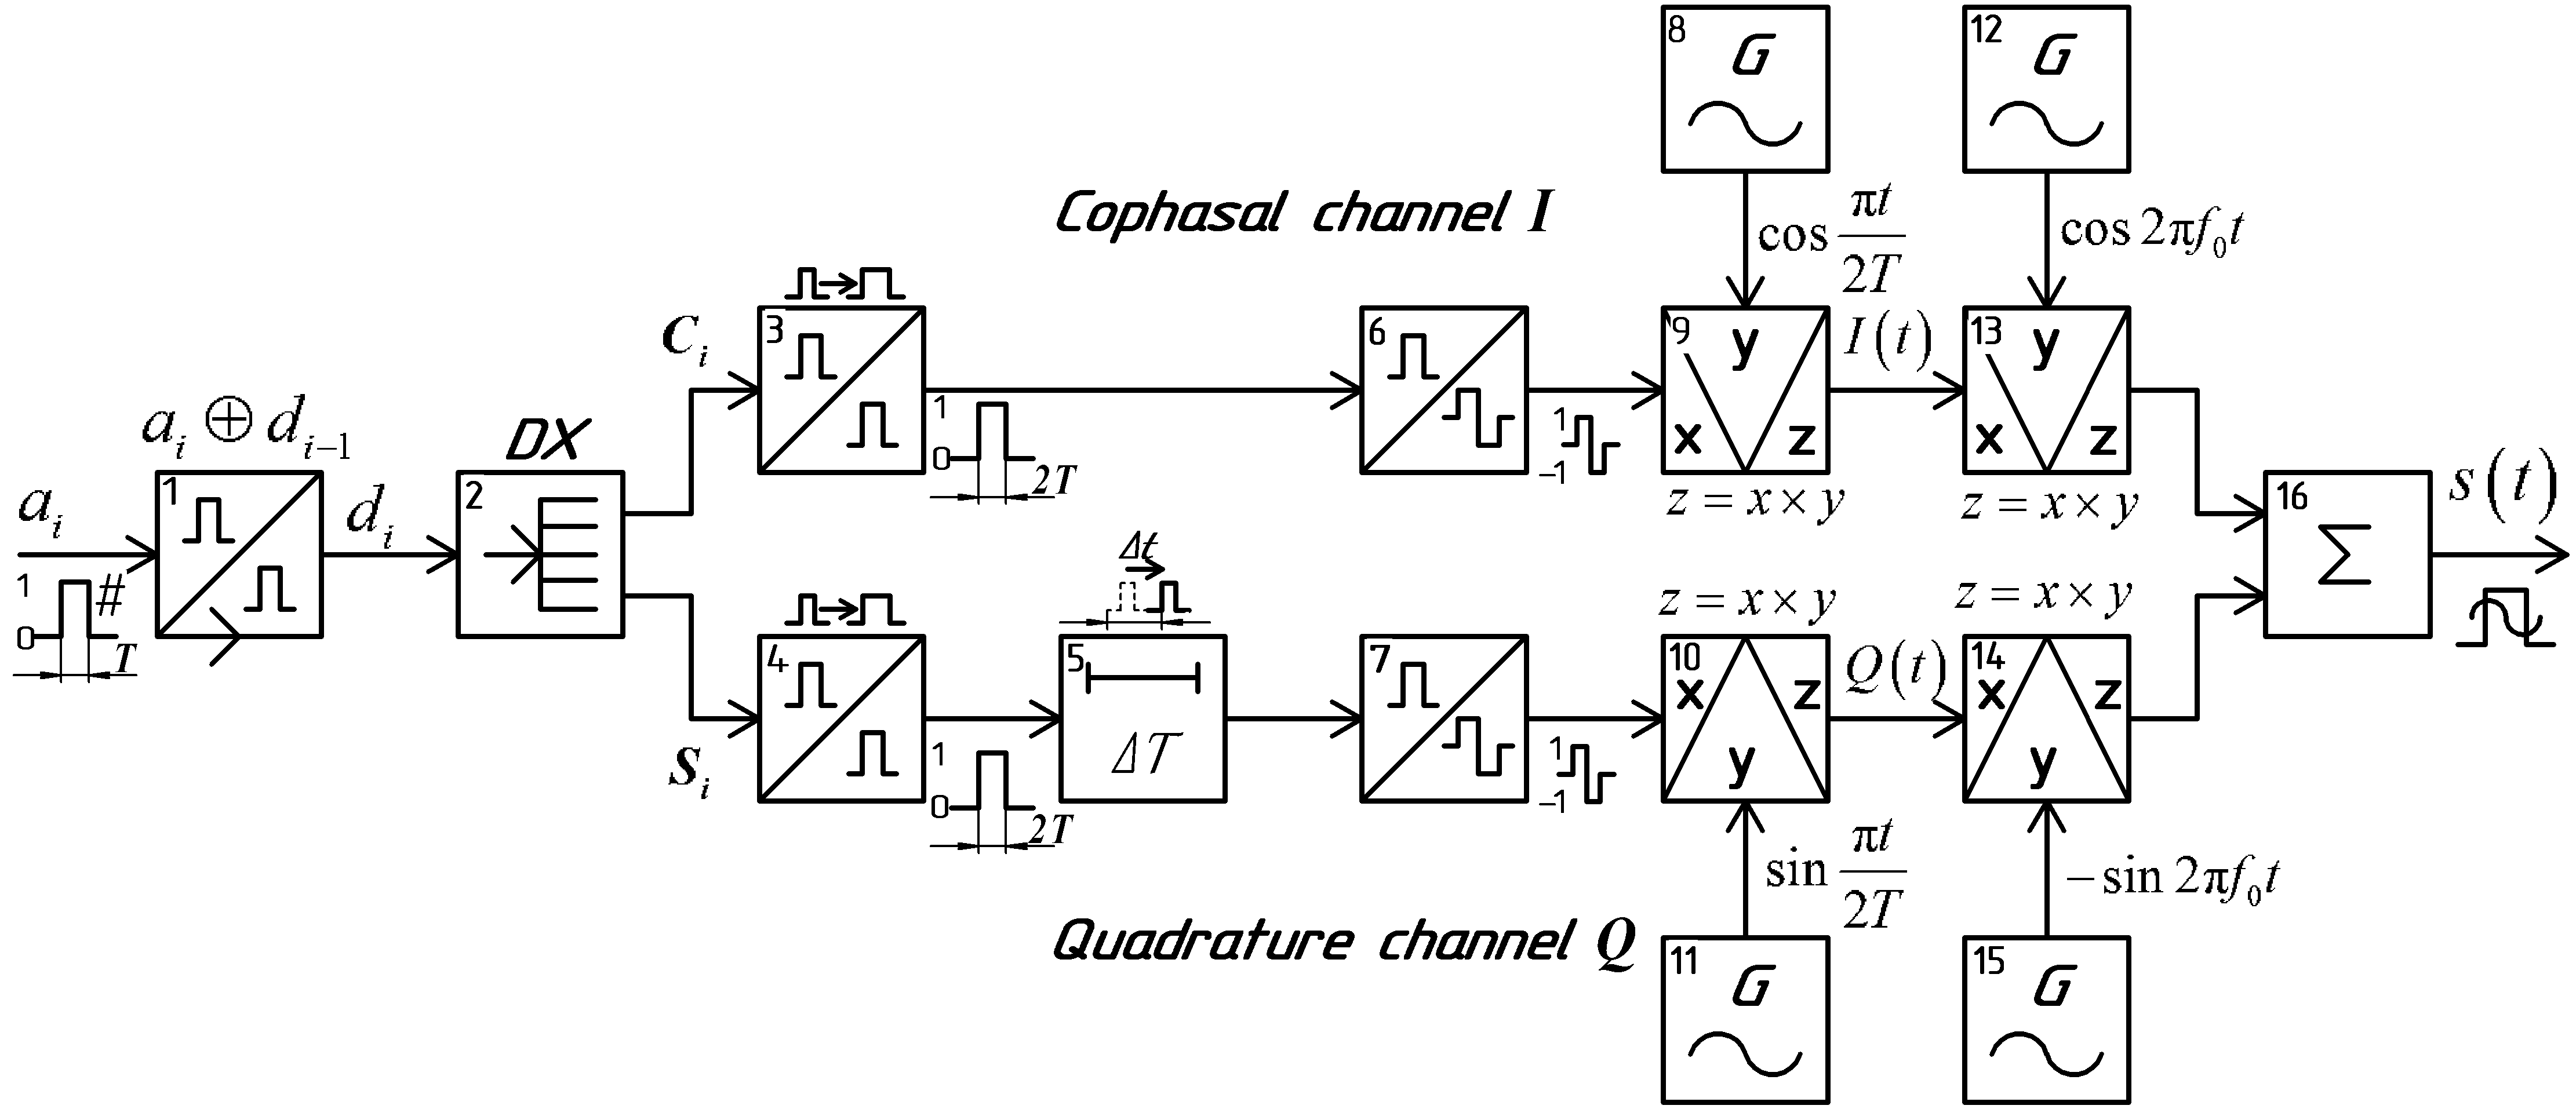 8
G
12
G
Cophasal channel I
cos πt/2T
cos 2πf₀t
C_i
3
6
9
y
x
z
I(t)
13
y
x
z
a_i ⊕ d_{i−1}
DX
1
0
2T
1
−1
z = x × y
z = x × y
a_i
1
d_i
2
16
Σ
s(t)
1
0
#
T
Δt
z = x × y
z = x × y
S_i
4
5
ΔT
7
10
x
z
y
Q(t)
14
x
z
y
1
0
2T
1
−1
sin πt/2T
−sin 2πf₀t
Quadrature channel Q
11
G
15
G